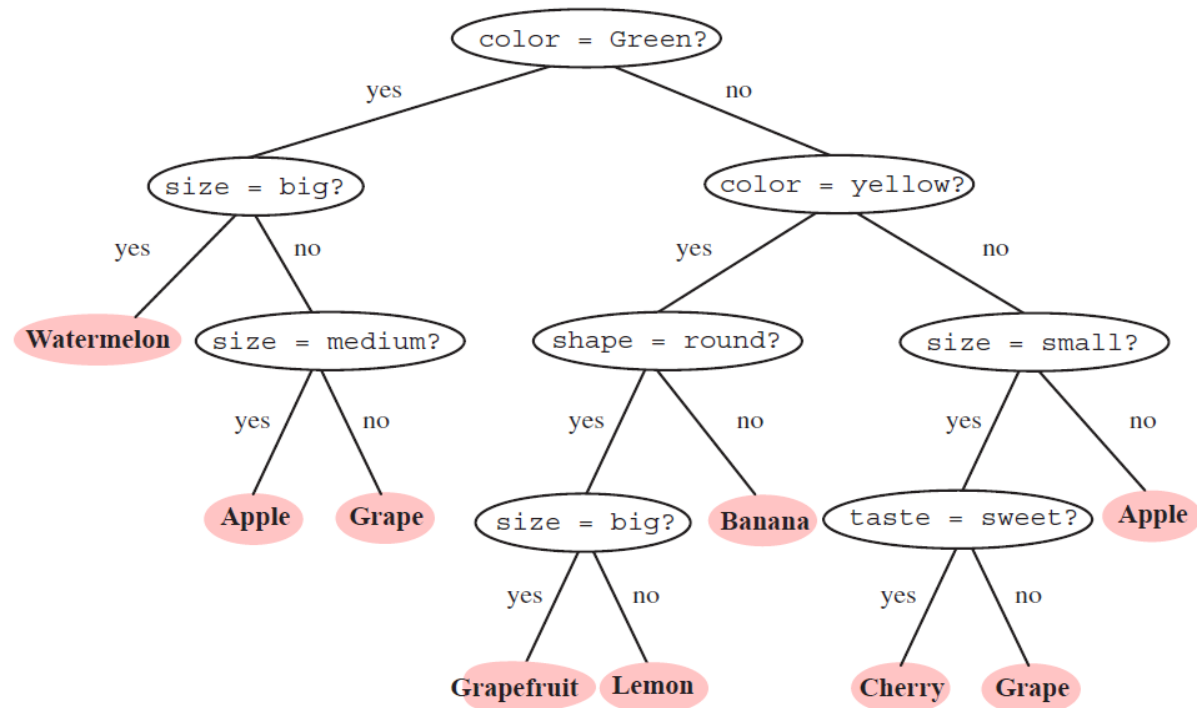 color = Green?
yes
no
size = big?
color = yellow?
yes
no
yes
no
Watermelon
size = medium?
shape = round?
size = small?
yes
no
yes
no
yes
no
Apple
Grape
size = big?
Banana
taste = sweet?
Apple
yes
no
yes
no
Grapefruit
Lemon
Cherry
Grape